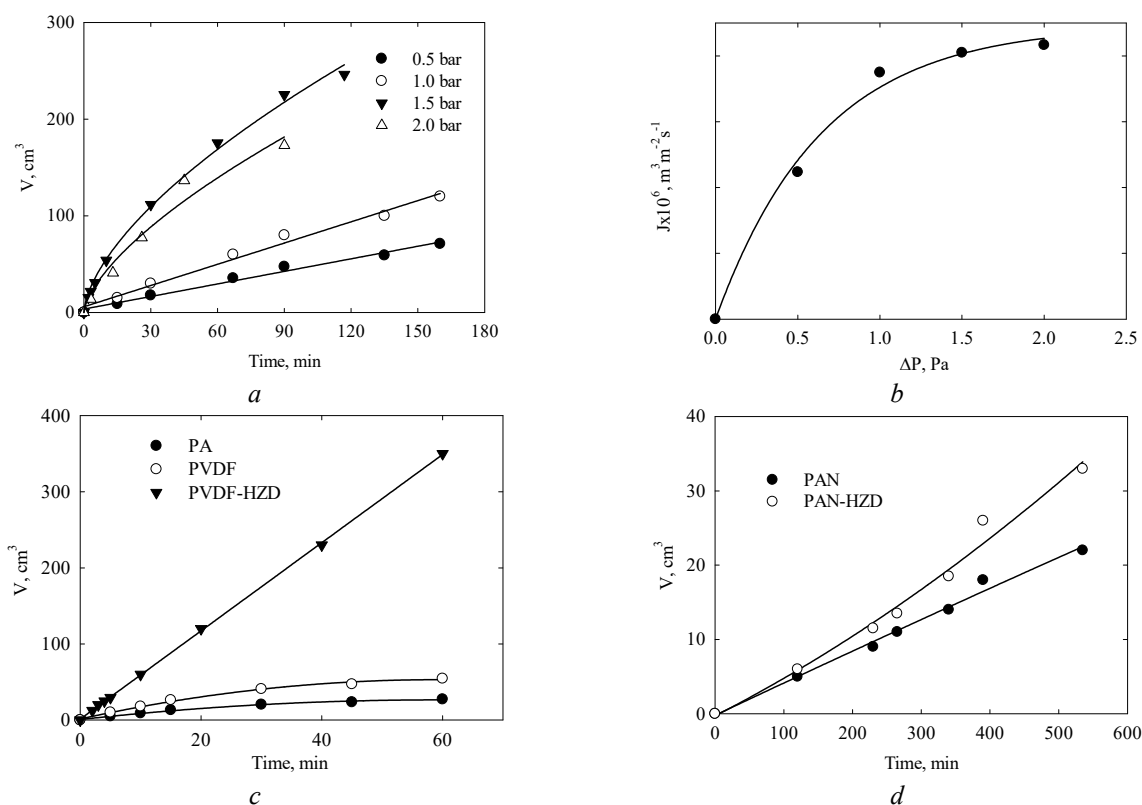 300
200
100
0
V, cm³
0 30 60 90 120 150 180
Time, min
0.5 bar
1.0 bar
1.5 bar
2.0 bar
a
Jx10⁶, m³m⁻²s⁻¹
0.0 0.5 1.0 1.5 2.0 2.5
ΔP, Pa
b
400
300
200
100
0
V, cm³
PA
PVDF
PVDF-HZD
0 20 40 60
Time, min
c
40
30
20
10
0
V, cm³
PAN
PAN-HZD
0 100 200 300 400 500 600
Time, min
d